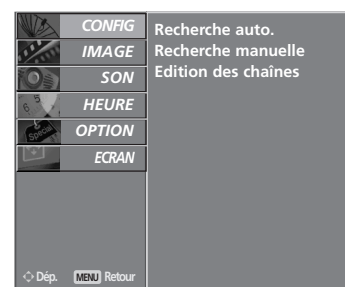 CONFIG
IMAGE
SON
HEURE
OPTION
ECRAN
Recherche auto.
Recherche manuelle
Edition des chaînes
Dép. MENU Retour